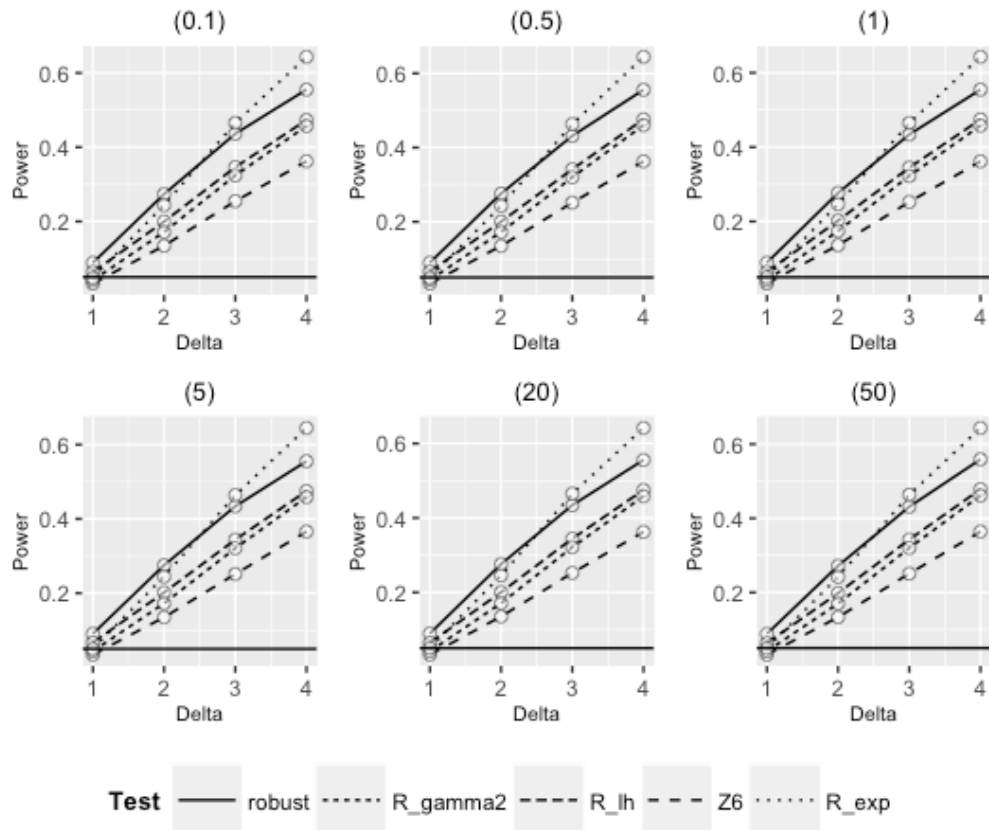 (0.1) (0.5) (1)
0.6 0.6 0.6
0.4 0.4 0.4
0.2 0.2 0.2
Power Power Power
1 2 3 4 1 2 3 4 1 2 3 4
Delta Delta Delta
(5) (20) (50)
0.6 0.6 0.6
0.4 0.4 0.4
0.2 0.2 0.2
Power Power Power
1 2 3 4 1 2 3 4 1 2 3 4
Delta Delta Delta
Test robust R_gamma2 R_lh Z6 R_exp